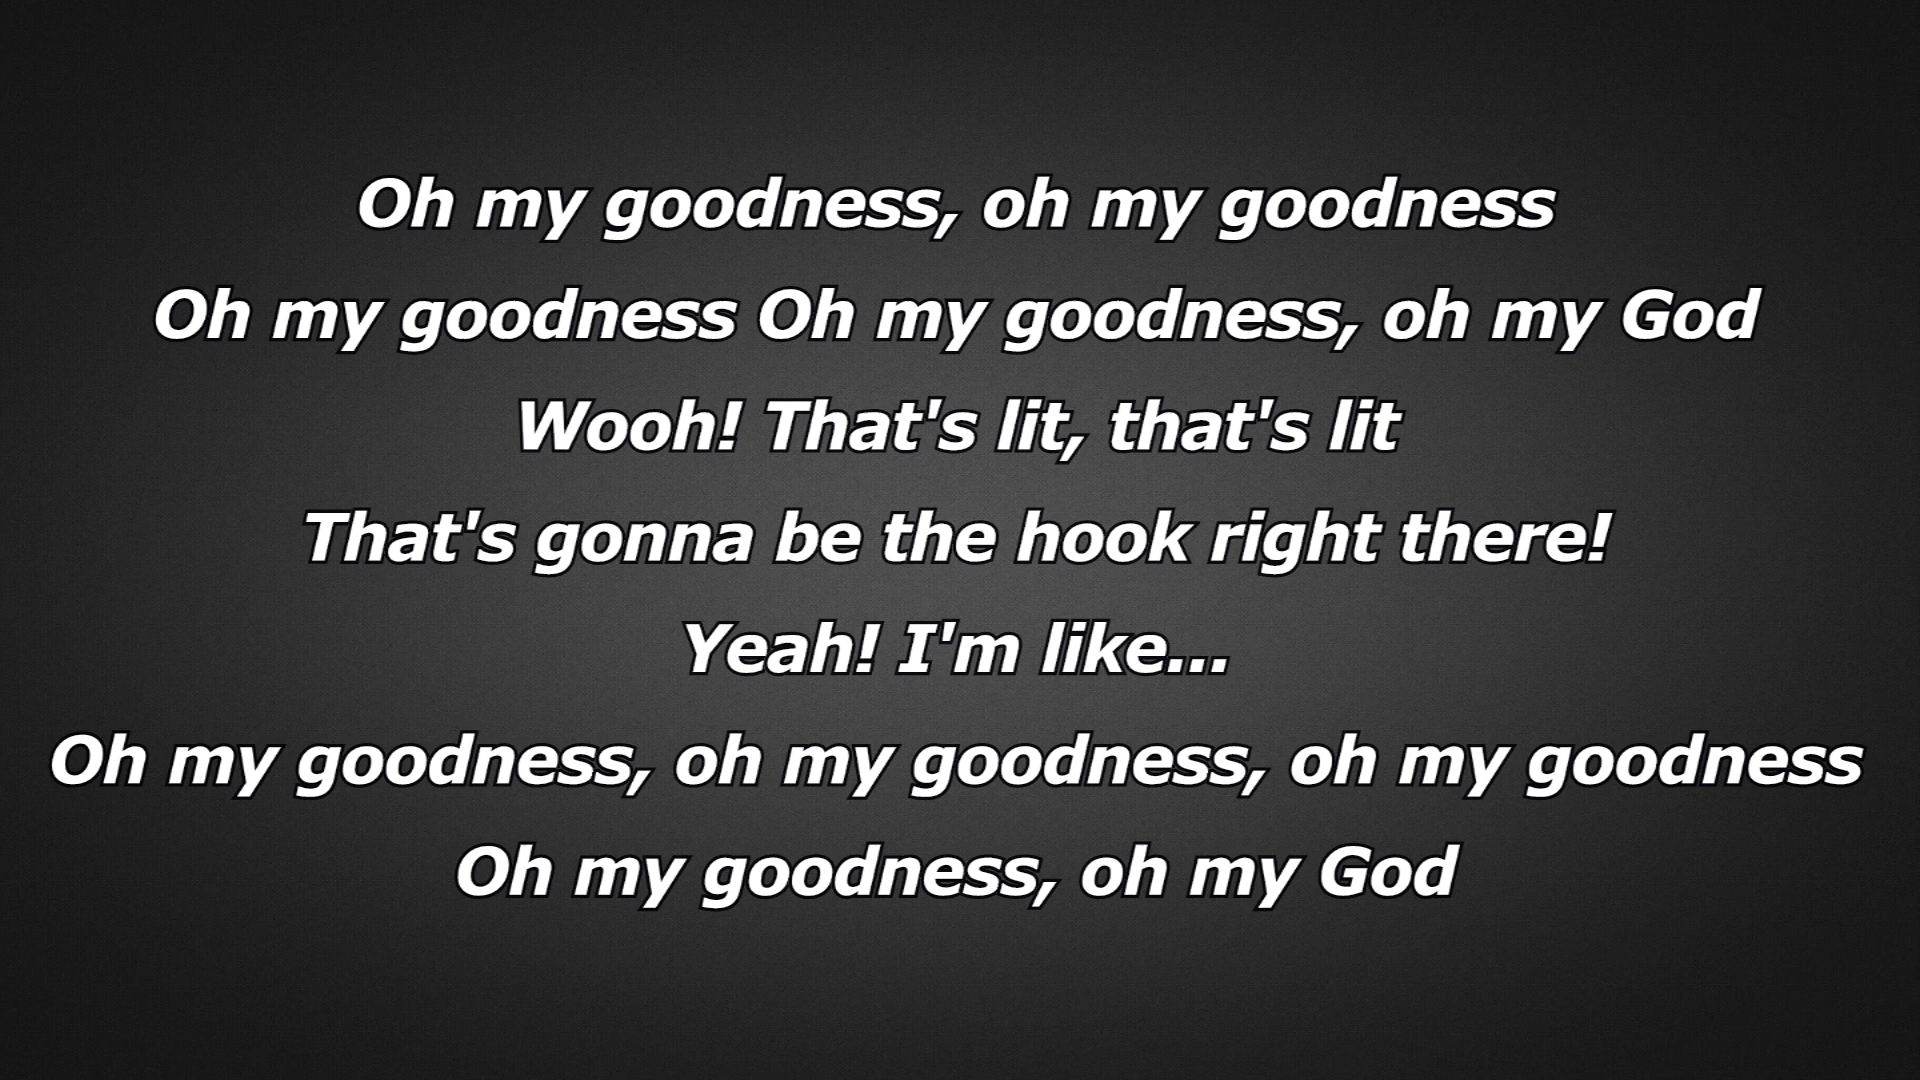 Oh my goodness, oh my goodness
Oh my goodness Oh my goodness, oh my God
Wooh! That's lit, that's lit
That's gonna be the hook right there!
Yeah! I'm like...
Oh my goodness, oh my goodness, oh my goodness
Oh my goodness, oh my God